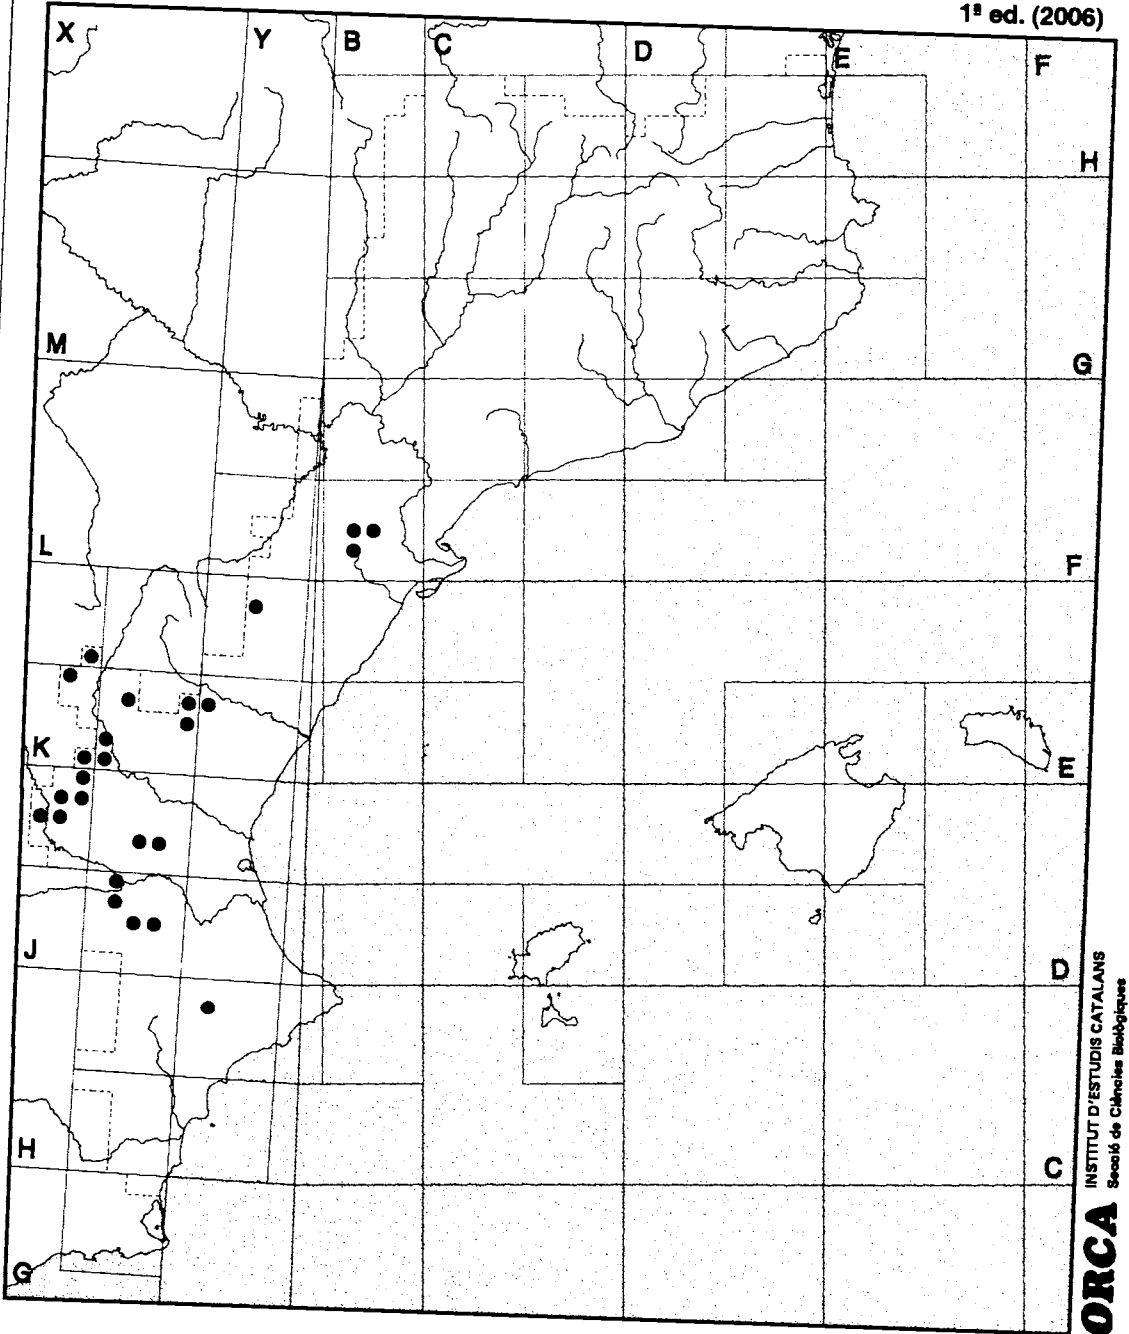 1ª ed. (2006)
X Y B C D E F
H
M
G
L
F
K
E
J
D
H
C
G
ORCA
INSTITUT D'ESTUDIS CATALANS
Secció de Ciències Biològiques